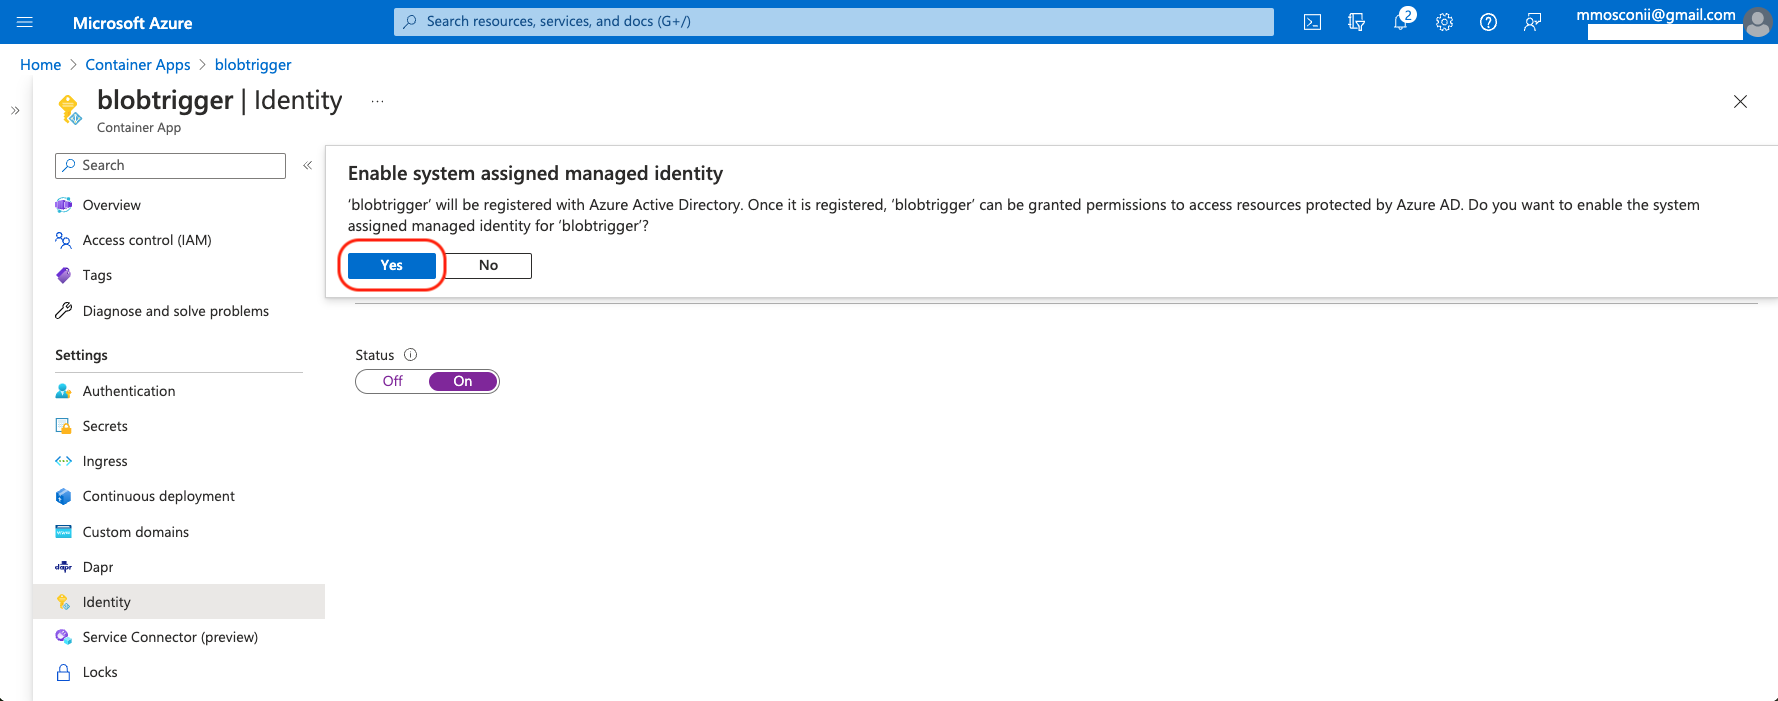 Microsoft Azure
Search resources, services, and docs (G+/)
2
mmosconii@gmail.com
Home > Container Apps > blobtrigger
blobtrigger | Identity ...
Container App
Search
Overview
Access control (IAM)
Tags
Diagnose and solve problems
Settings
Authentication
Secrets
Ingress
Continuous deployment
Custom domains
dapr Dapr
Identity
Service Connector (preview)
Locks
Enable system assigned managed identity
'blobtrigger' will be registered with Azure Active Directory. Once it is registered, 'blobtrigger' can be granted permissions to access resources protected by Azure AD. Do you want to enable the system
assigned managed identity for 'blobtrigger'?
Yes No
Status
Off On